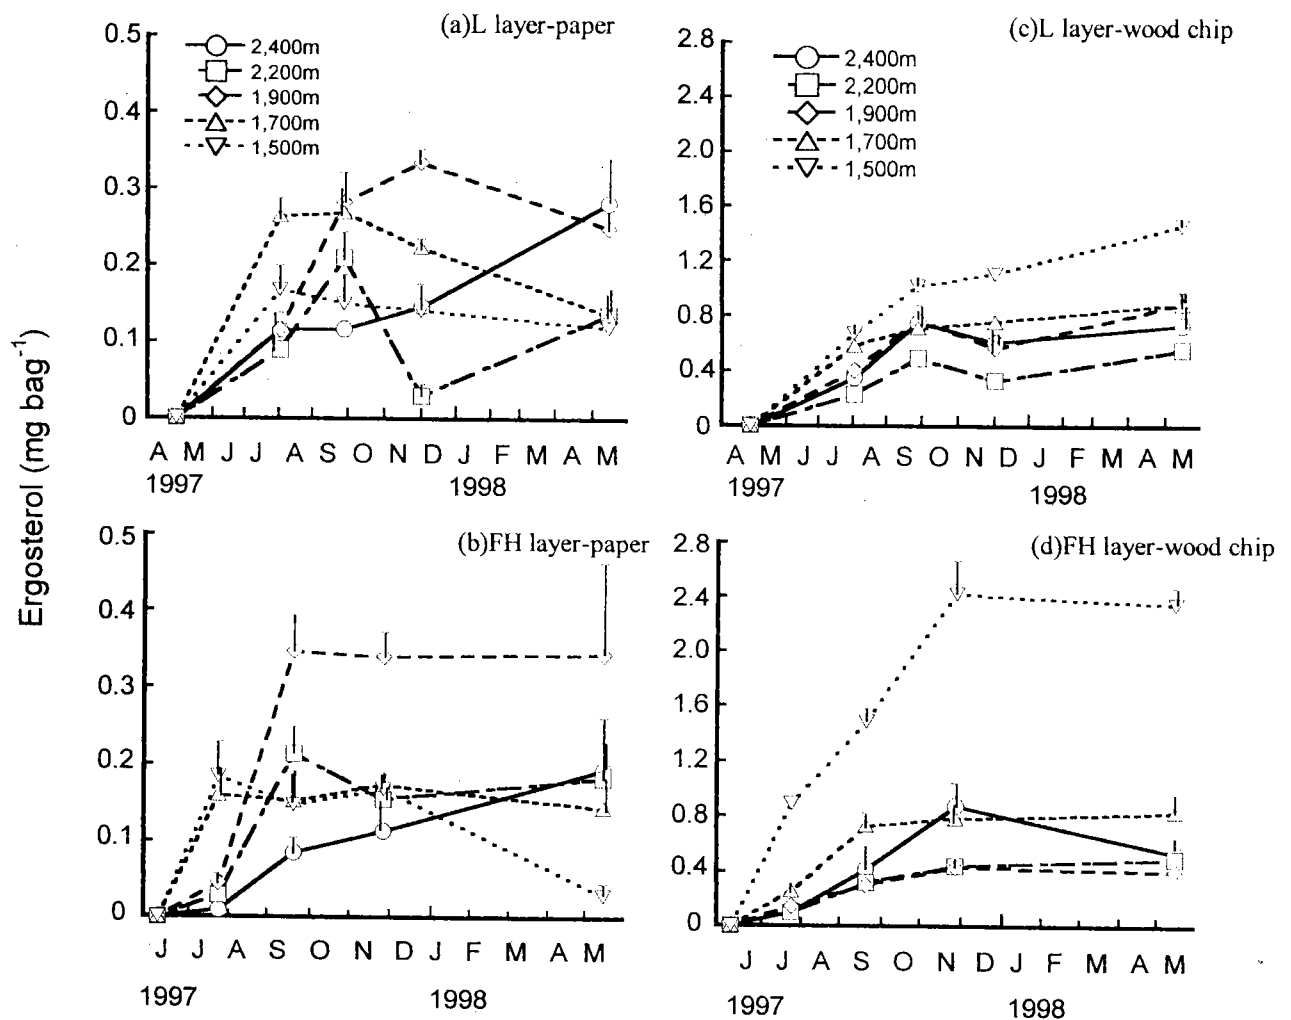 Ergosterol (mg bag⁻¹)
(a)L layer-paper
0.5
0.4
0.3
0.2
0.1
0
2,400m
2,200m
1,900m
1,700m
1,500m
A M J J A S O N D J F M A M
1997 1998
(c)L layer-wood chip
2.8
2.4
2.0
1.6
1.2
0.8
0.4
0
2,400m
2,200m
1,900m
1,700m
1,500m
A M J J A S O N D J F M A M
1997 1998
(b)FH layer-paper
0.5
0.4
0.3
0.2
0.1
0
J J A S O N D J F M A M
1997 1998
(d)FH layer-wood chip
2.8
2.4
2.0
1.6
1.2
0.8
0.4
0
J J A S O N D J F M A M
1997 1998